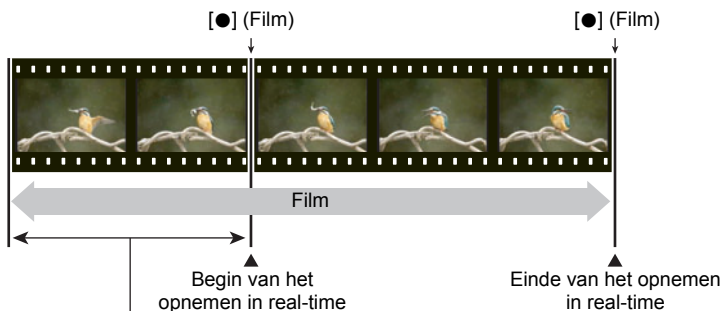 [●] (Film) [●] (Film)
Film
Begin van het
opnemen in real-time
Einde van het opnemen
in real-time